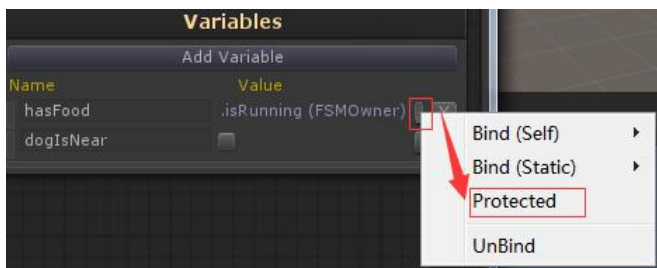 Variables
Add Variable
Name Value
hasFood .isRunning (FSMOwner) X
dogIsNear
Bind (Self)
Bind (Static)
Protected
UnBind